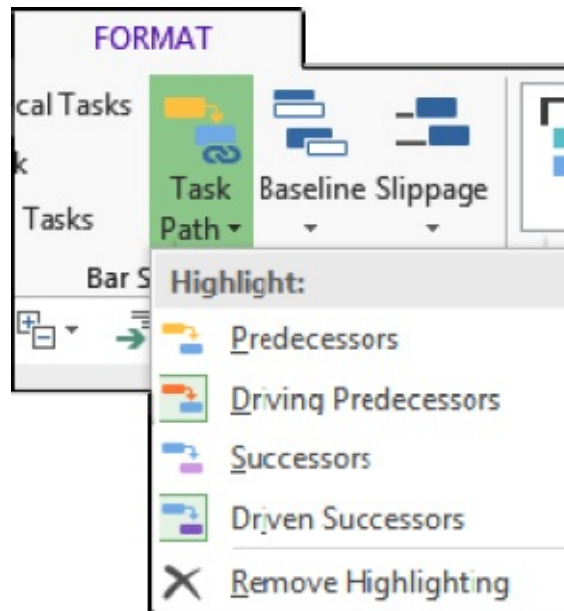 FORMAT
cal Tasks
k
Tasks
Task
Path
Baseline
Slippage
Bar S
Highlight:
Predecessors
Driving Predecessors
Successors
Driven Successors
Remove Highlighting